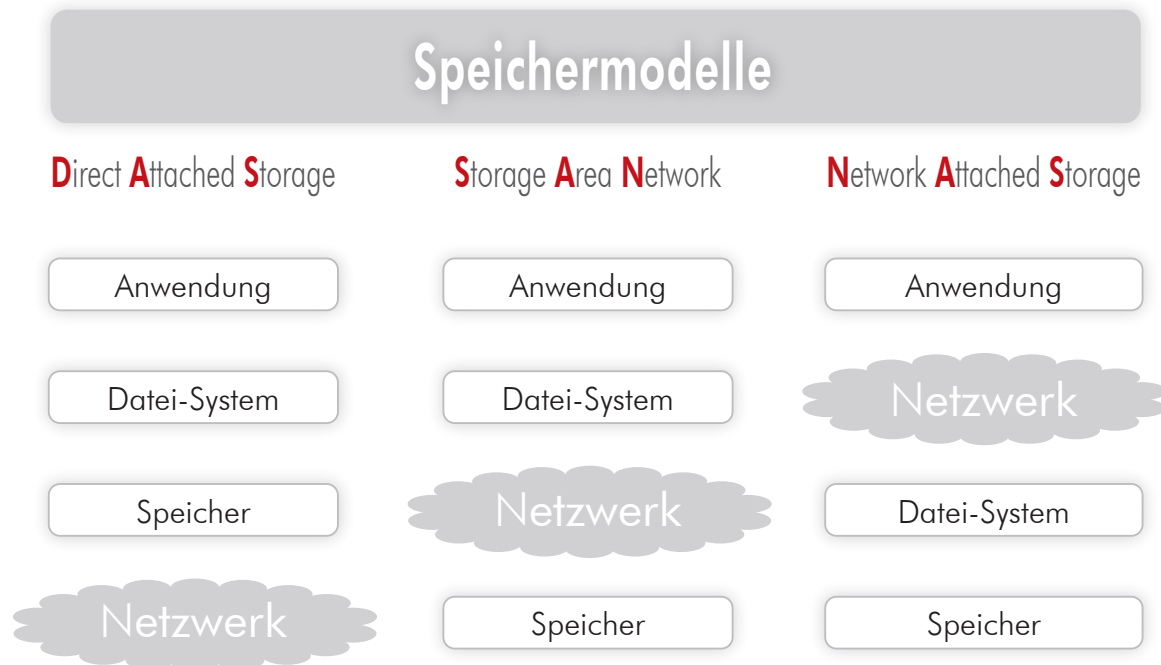 Speichermodelle
Direct Attached Storage
Storage Area Network
Network Attached Storage
Anwendung
Anwendung
Anwendung
Datei-System
Datei-System
Netzwerk
Speicher
Netzwerk
Datei-System
Netzwerk
Speicher
Speicher